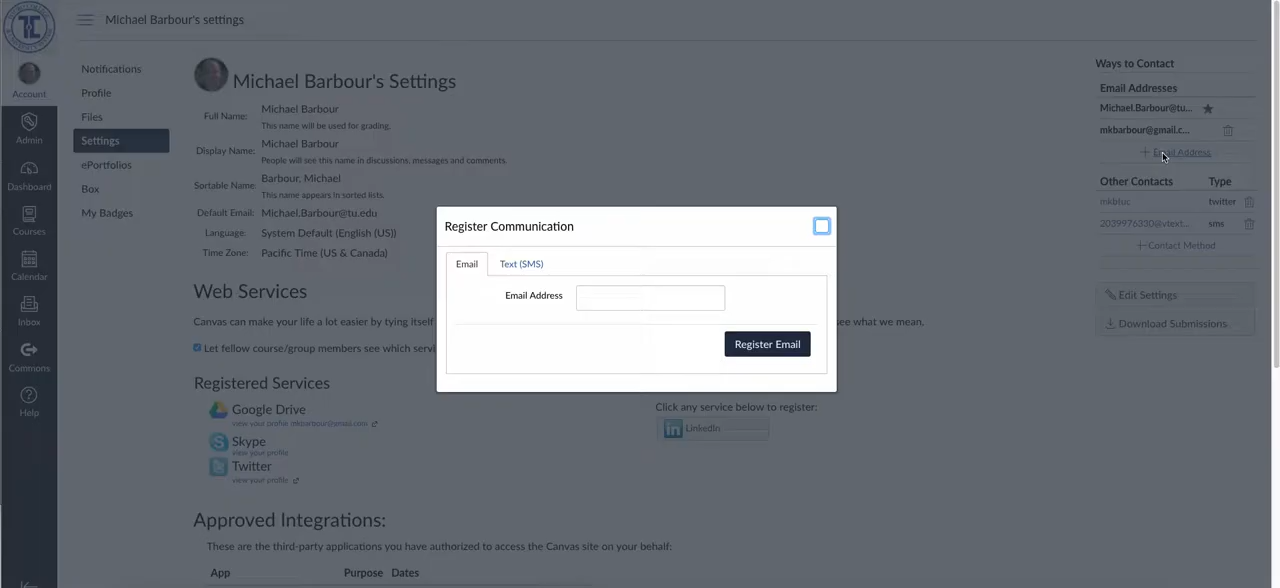 Michael Barbour's settings
Account
Admin
Dashboard
Courses
Calendar
Inbox
Commons
Help
Notifications
Profile
Files
Settings
ePortfolios
Box
My Badges
Michael Barbour's Settings
Full Name: Michael Barbour
This name will be used for grading.
Display Name: Michael Barbour
People will see this name in discussions, messages and comments.
Sortable Name: Barbour, Michael
This name appears in sorted lists.
Default Email: Michael.Barbour@tu.edu
Language: System Default (English (US))
Time Zone: Pacific Time (US & Canada)
Web Services
Canvas can make your life a lot easier by tying itself
see what we mean.
Let fellow course/group members see which servi
Registered Services
Google Drive
view your profile mkbarbour@gmail.com
Skype
view your profile
Twitter
view your profile
Click any service below to register:
LinkedIn
Approved Integrations:
These are the third-party applications you have authorized to access the Canvas site on your behalf:
App Purpose Dates
Register Communication
Email Text (SMS)
Email Address
Register Email
Ways to Contact
Email Addresses
Michael.Barbour@tu...
mkbarbour@gmail.c...
Email Address
Other Contacts Type
mkbtuc twitter
2039976330@vtext... sms
+Contact Method
Edit Settings
Download Submissions